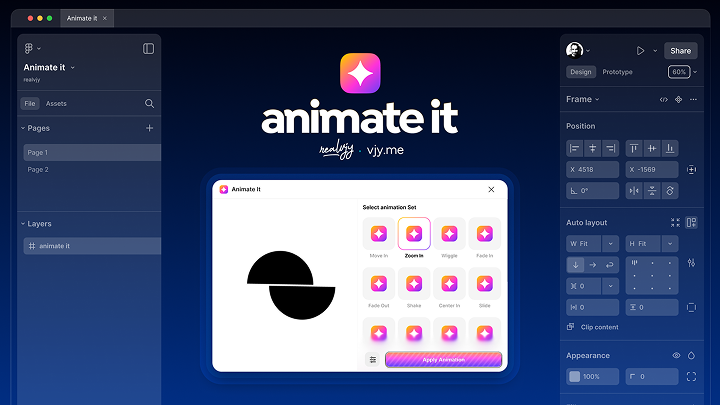 Animate it
Animate it
realvjy
File
Assets
Pages
Page 1
Page 2
Layers
animate it
animate it
realvjy · vjy.me
Animate It
Select animation Set
Move In
Zoom In
Wiggle
Fade In
Fade Out
Shake
Center In
Slide
Apply Animation
Share
Design
Prototype
60%
Frame
Position
X 4518
X -1569
0°
Auto layout
W Fit
H Fit
0
0
0
Clip content
Appearance
100%
0